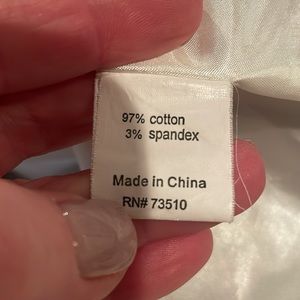 97% cotton
3% spandex
Made in China
RN# 73510